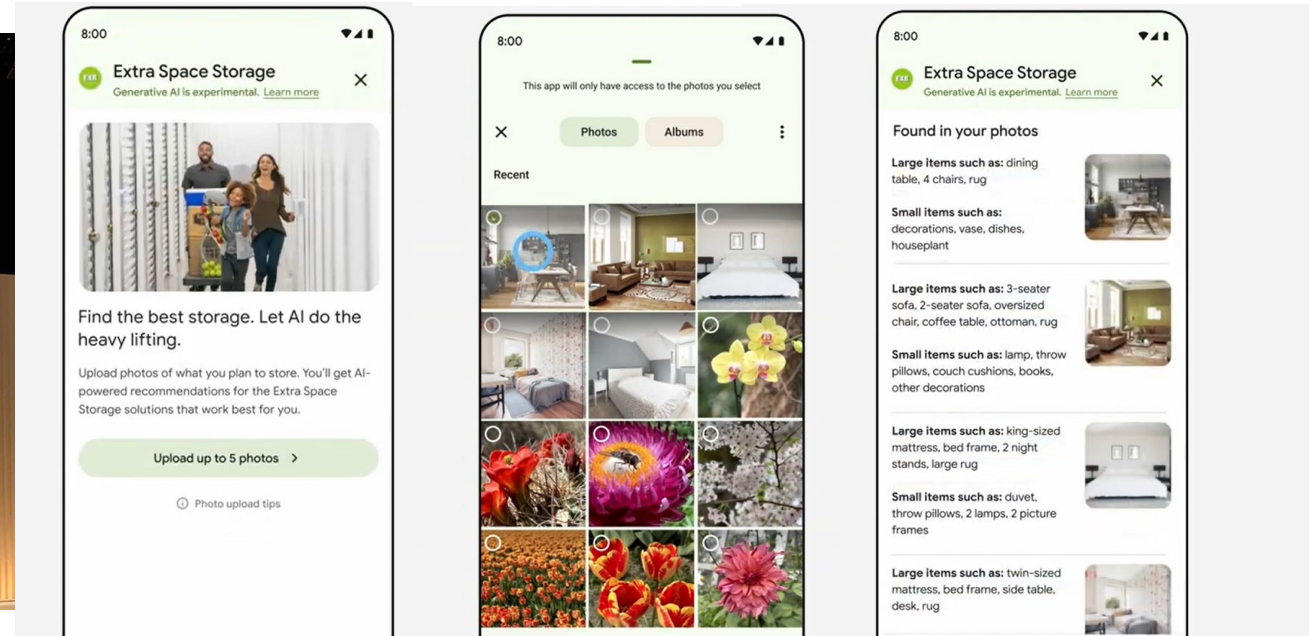 8:00
EXR
Extra Space Storage
Generative AI is experimental. Learn more
Find the best storage. Let AI do the
heavy lifting.
Upload photos of what you plan to store. You'll get AI-
powered recommendations for the Extra Space
Storage solutions that work best for you.
Upload up to 5 photos
Photo upload tips
8:00
This app will only have access to the photos you select
Photos
Albums
Recent
8:00
EXR
Extra Space Storage
Generative AI is experimental. Learn more
Found in your photos
Large items such as: dining
table, 4 chairs, rug
Small items such as:
decorations, vase, dishes,
houseplant
Large items such as: 3-seater
sofa, 2-seater sofa, oversized
chair, coffee table, ottoman, rug
Small items such as: lamp, throw
pillows, couch cushions, books,
other decorations
Large items such as: king-sized
mattress, bed frame, 2 night
stands, large rug
Small items such as: duvet,
throw pillows, 2 lamps, 2 picture
frames
Large items such as: twin-sized
mattress, bed frame, side table,
desk, rug